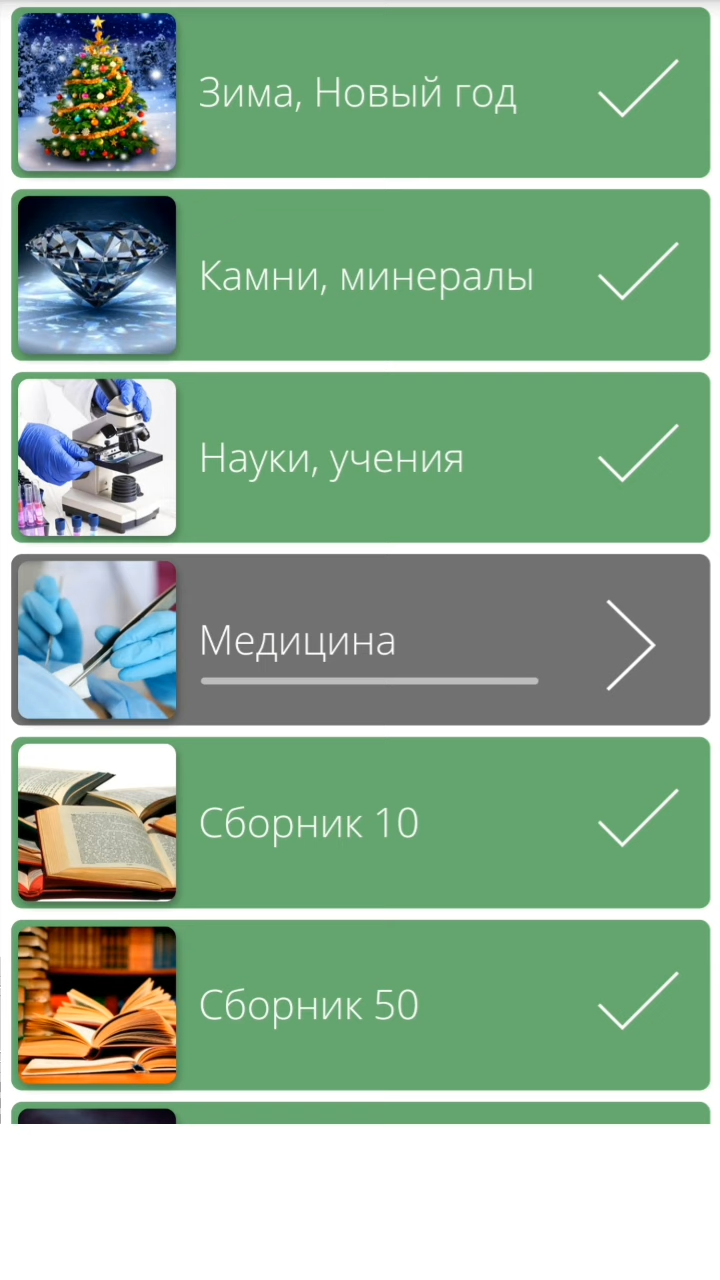 Зима, Новый год
Камни, минералы
Науки, учения
Медицина
Сборник 10
Сборник 50